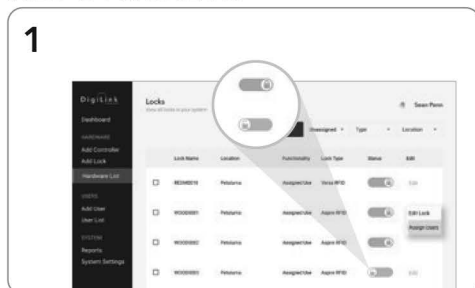 1
DigiLink
Locks
Sean Penn
Dashboard
Unassigned Type Location
HARDWARE
Add Controller
Add Lock
Lock Name Location Functionality Lock Type Status Edit
Hardware List
Petaluma Assigned Use Versa RFID Edit
USERS
Add User
User List
Petaluma Assigned Use Aspire RFID Edit Lock
Assign Users
SYSTEM
Petaluma Assigned Use Aspire RFID
Reports
System Settings
Petaluma Assigned Use Aspire RFID Edit